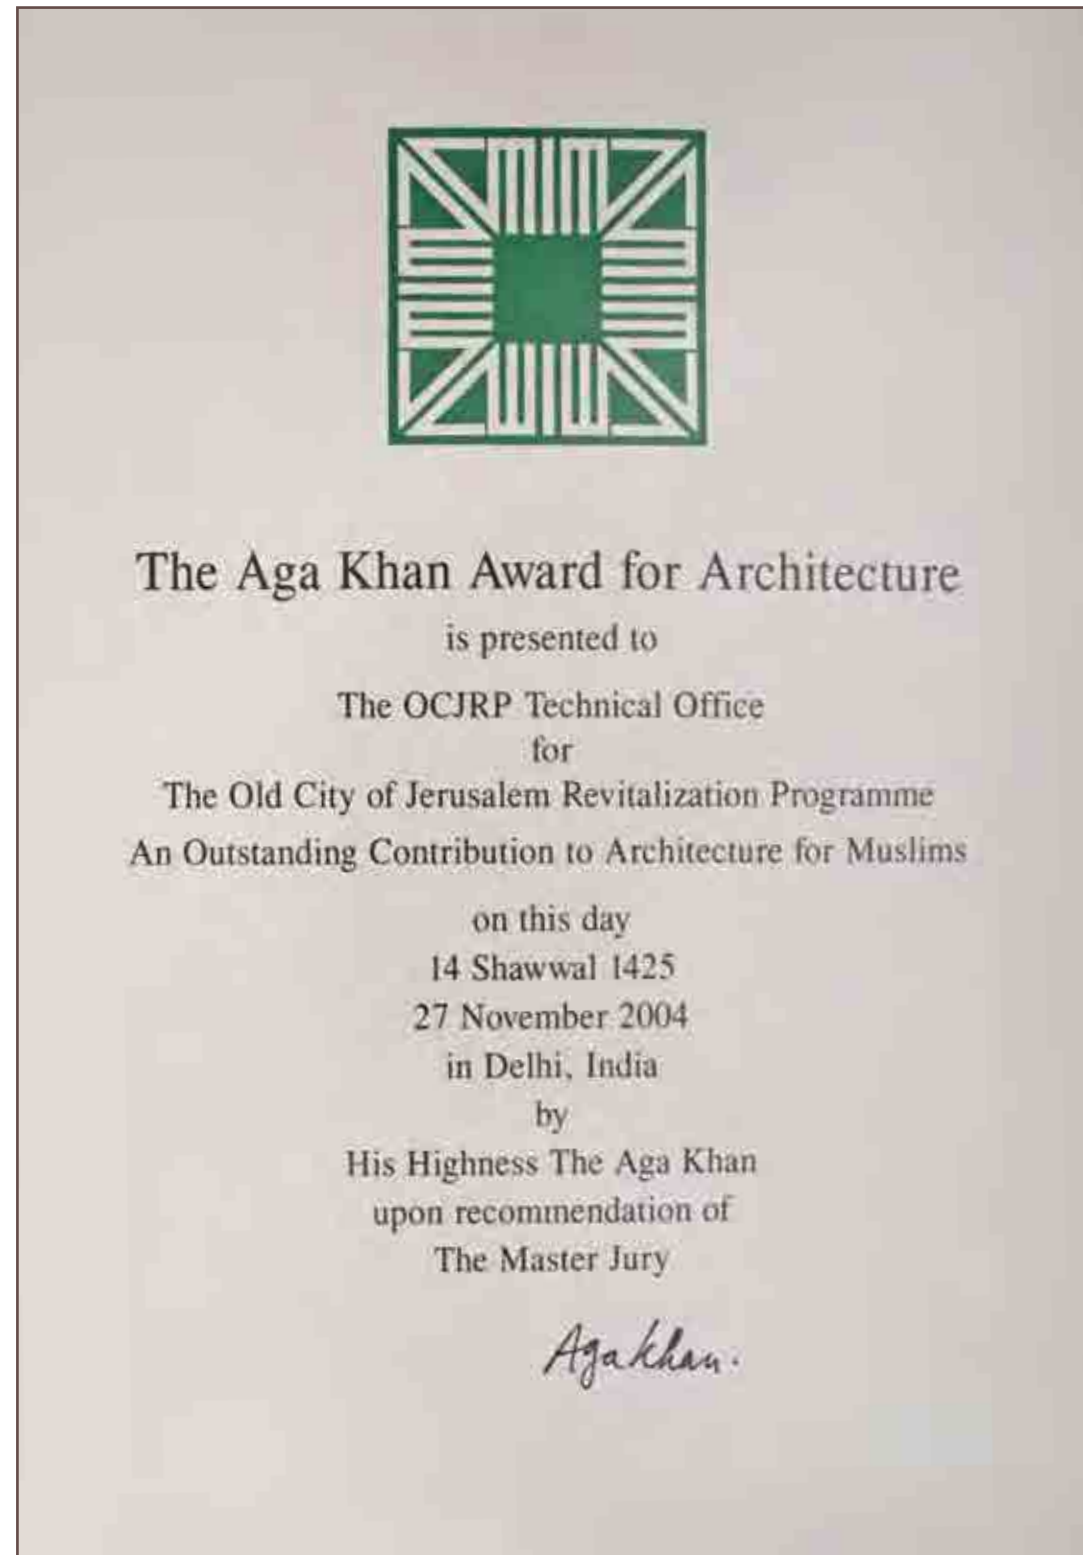 The Aga Khan Award for Architecture
is presented to
The OCJRP Technical Office
for
The Old City of Jerusalem Revitalization Programme
An Outstanding Contribution to Architecture for Muslims
on this day
14 Shawwal 1425
27 November 2004
in Delhi, India
by
His Highness The Aga Khan
upon recommendation of
The Master Jury
Aga Khan.